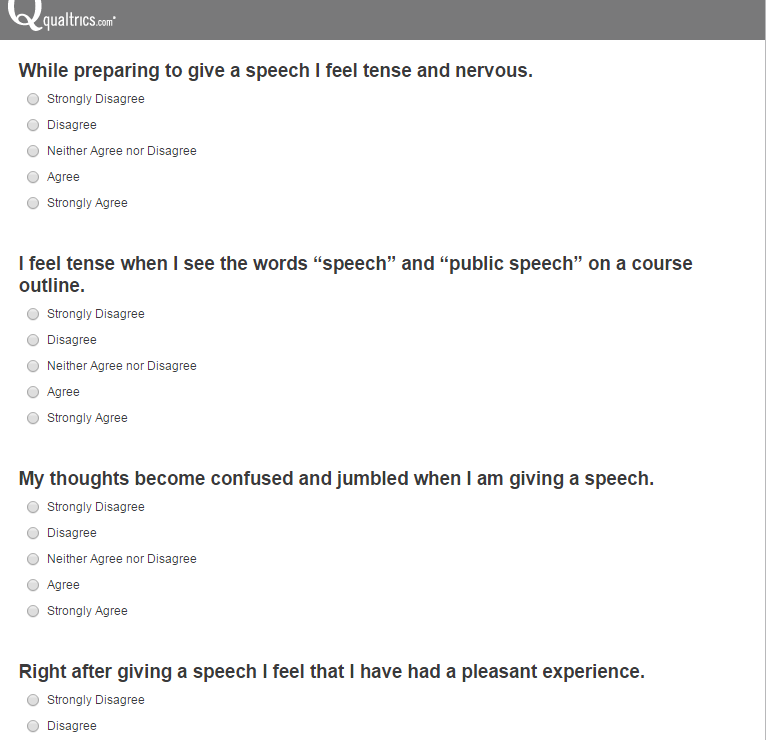 Qualtrics.com®
While preparing to give a speech I feel tense and nervous.
Strongly Disagree
Disagree
Neither Agree nor Disagree
Agree
Strongly Agree
I feel tense when I see the words “speech” and “public speech” on a course
outline.
Strongly Disagree
Disagree
Neither Agree nor Disagree
Agree
Strongly Agree
My thoughts become confused and jumbled when I am giving a speech.
Strongly Disagree
Disagree
Neither Agree nor Disagree
Agree
Strongly Agree
Right after giving a speech I feel that I have had a pleasant experience.
Strongly Disagree
Disagree